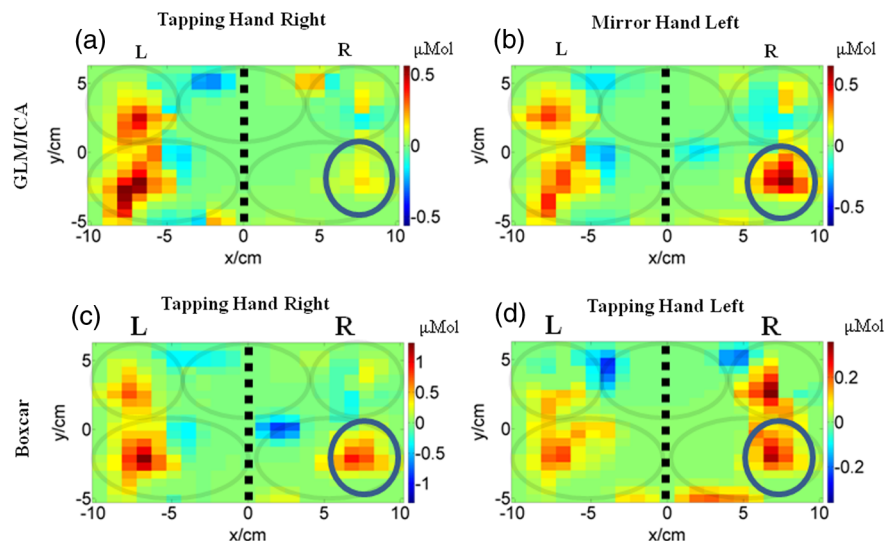 Tapping Hand Right
Mirror Hand Left
(a)
L
R
μMol
(b)
L
R
μMol
GLM/ICA
y/cm
5
0
-5
-10
-5
0
5
10
x/cm
0.5
0
-0.5
y/cm
5
0
-5
-10
-5
0
5
10
x/cm
0.5
0
-0.5
Tapping Hand Right
Tapping Hand Left
(c)
L
R
μMol
(d)
L
R
μMol
Boxcar
y/cm
5
0
-5
-10
-5
0
5
10
x/cm
1
0.5
0
-0.5
-1
y/cm
5
0
-5
-10
-5
0
5
10
x/cm
0.2
0
-0.2